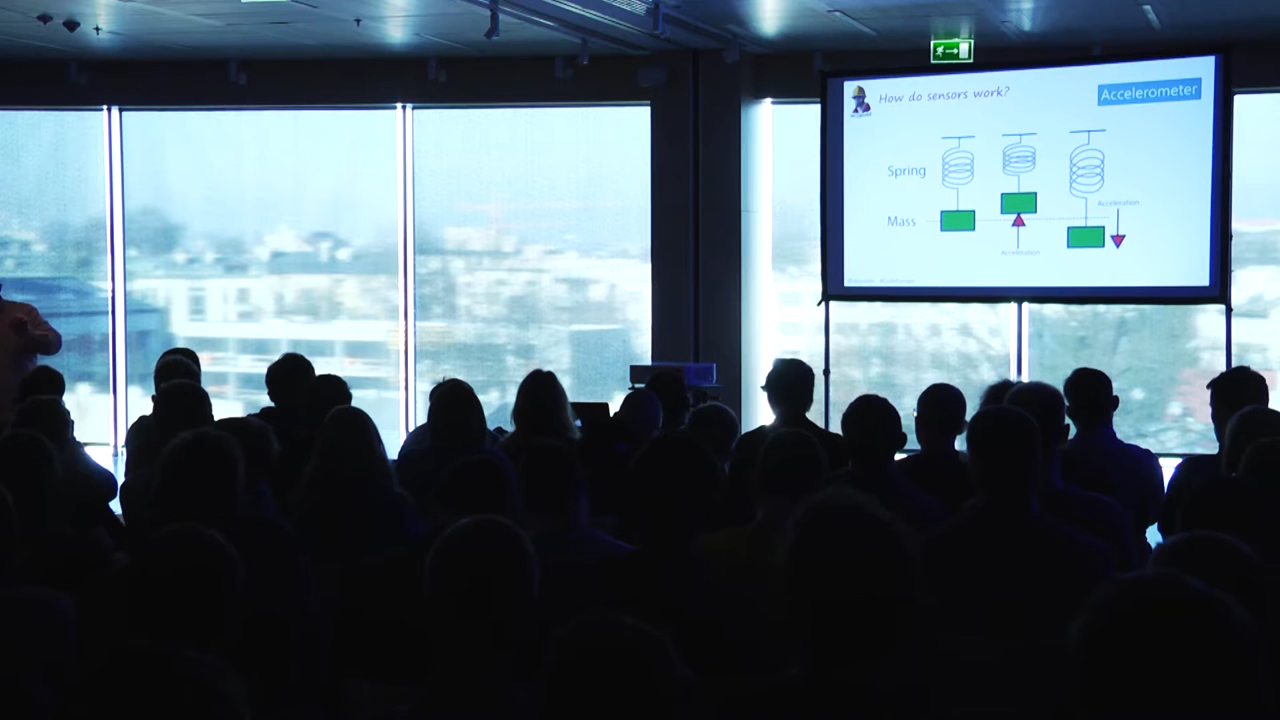 How do sensors work?
Accelerometer
Spring
Acceleration
Mass
Acceleration